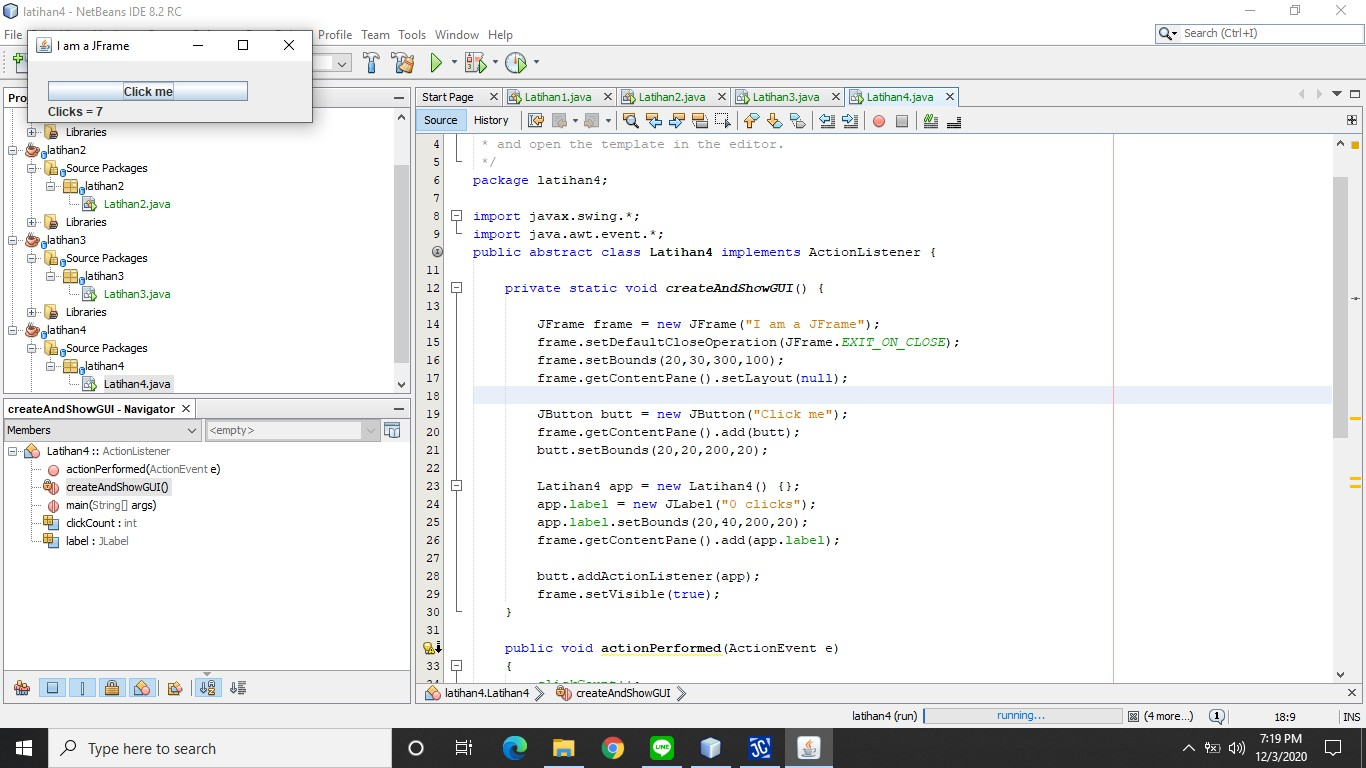 latihan4 - NetBeans IDE 8.2 RC
File
Profile Team Tools Window Help
Search (Ctrl+I)
I am a JFrame
Click me
Clicks = 7
Pro
Libraries
latihan2
Source Packages
latihan2
Latihan2.java
Libraries
latihan3
Source Packages
latihan3
Latihan3.java
Libraries
latihan4
Source Packages
latihan4
Latihan4.java
createAndShowGUI - Navigator
Members
<empty>
Latihan4 :: ActionListener
actionPerformed(ActionEvent e)
createAndShowGUI()
main(String[] args)
clickCount : int
label : JLabel
Start Page Latihan1.java Latihan2.java Latihan3.java Latihan4.java
Source History
4 * and open the template in the editor.
5 */
6 package latihan4;
7
8 import javax.swing.*;
9 import java.awt.event.*;
public abstract class Latihan4 implements ActionListener {
11
12 private static void createAndShowGUI() {
13
14 JFrame frame = new JFrame("I am a JFrame");
15 frame.setDefaultCloseOperation(JFrame.EXIT_ON_CLOSE);
16 frame.setBounds(20,30,300,100);
17 frame.getContentPane().setLayout(null);
18
19 JButton butt = new JButton("Click me");
20 frame.getContentPane().add(butt);
21 butt.setBounds(20,20,200,20);
22
23 Latihan4 app = new Latihan4() {};
24 app.label = new JLabel("0 clicks");
25 app.label.setBounds(20,40,200,20);
26 frame.getContentPane().add(app.label);
27
28 butt.addActionListener(app);
29 frame.setVisible(true);
30 }
31
public void actionPerformed(ActionEvent e)
33 {
latihan4.Latihan4 createAndShowGUI
latihan4 (run) running... (4 more...) 1 18:9 INS
Type here to search
LINE
7:19 PM
12/3/2020